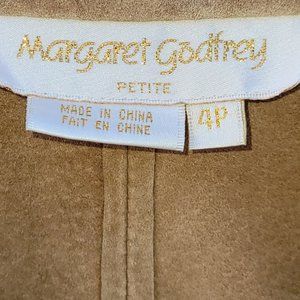 Margaret Godfrey
PETITE
MADE IN CHINA
FAIT EN CHINE
4P